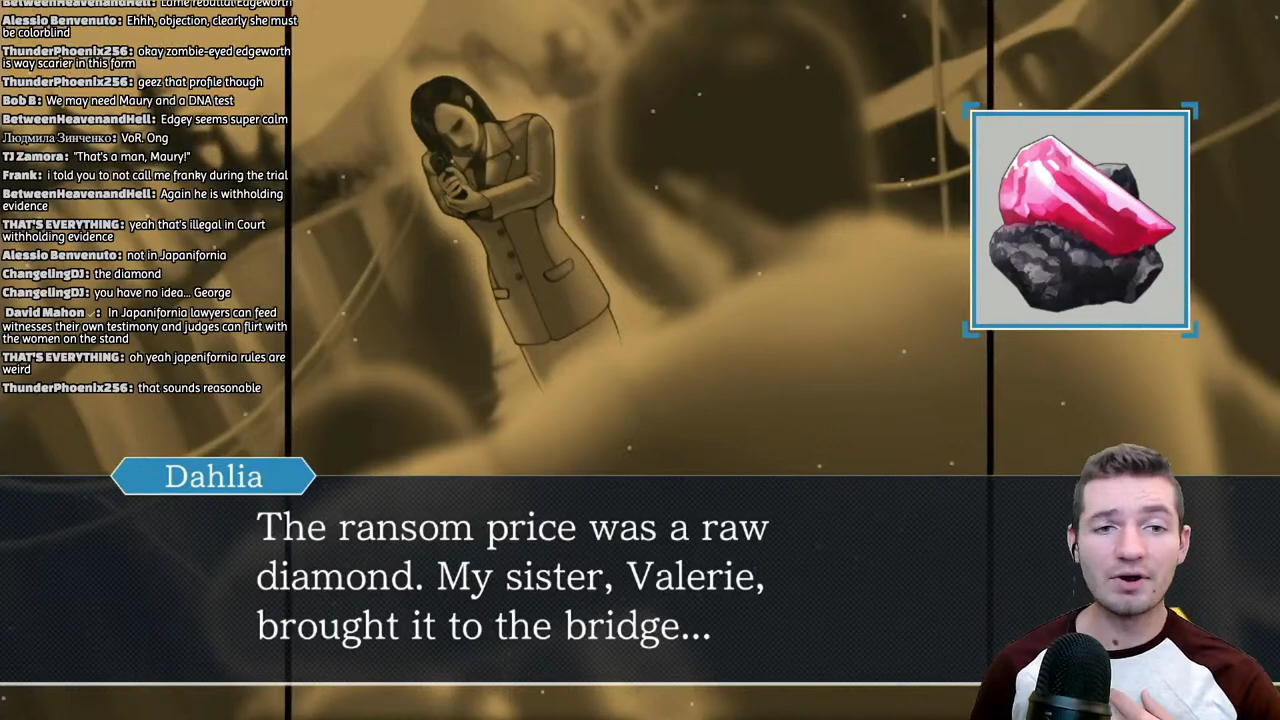 BetweenHeavenandHell: Lame rebuttal Edgeworth
Alessio Benvenuto: Ehhh, objection, clearly she must
be colorblind
ThunderPhoenix256: okay zombie-eyed edgeworth
is way scarier in this form
ThunderPhoenix256: geez that profile though
Bob B: We may need Maury and a DNA test
BetweenHeavenandHell: Edgey seems super calm
Людмила Зинченко: VoR. Ong
TJ Zamora: "That's a man, Maury!"
Frank: i told you to not call me franky during the trial
BetweenHeavenandHell: Again he is withholding
evidence
THAT'S EVERYTHING: yeah that's illegal in Court
withholding evidence
Alessio Benvenuto: not in Japanifornia
ChangelingDJ: the diamond
ChangelingDJ: you have no idea... George
David Mahon ✓: In Japanifornia lawyers can feed
witnesses their own testimony and judges can flirt with
the women on the stand
THAT'S EVERYTHING: oh yeah japenifornia rules are
weird
ThunderPhoenix256: that sounds reasonable
Dahlia
The ransom price was a raw
diamond. My sister, Valerie,
brought it to the bridge...